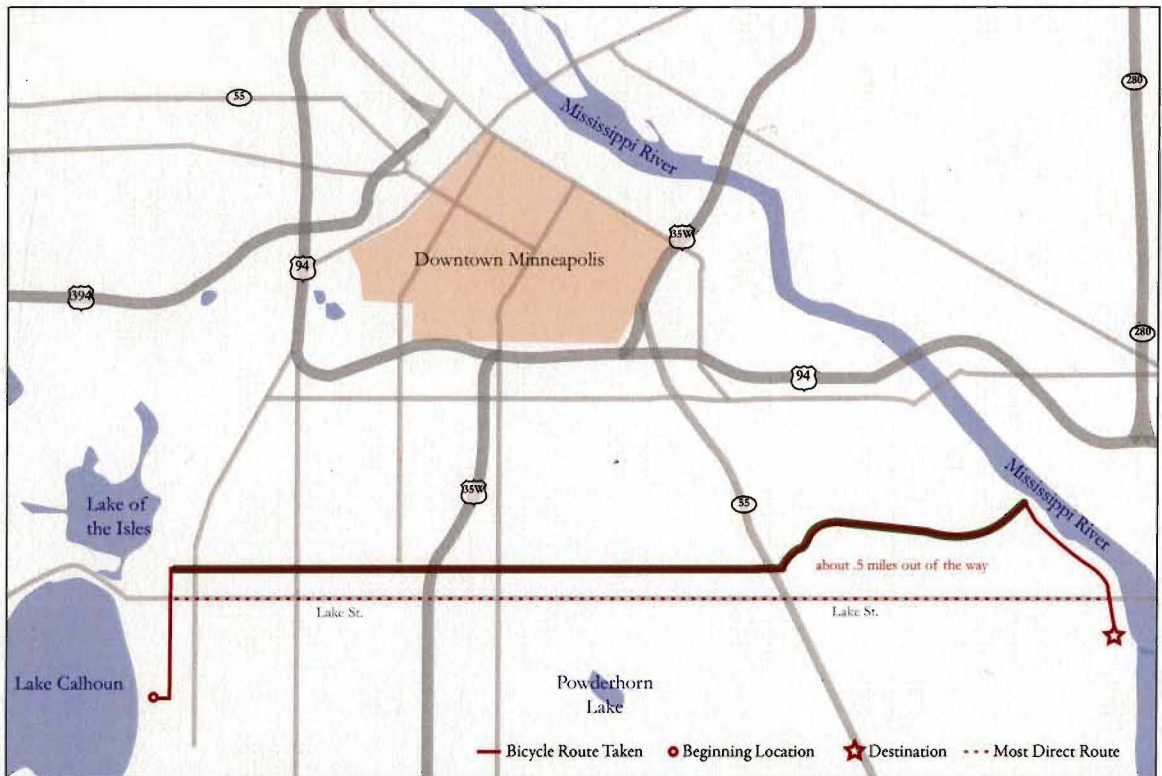 55
280
Mississippi River
35W
Downtown Minneapolis
94
394
280
94
Lake of
the Isles
35W
55
Mississippi River
about .5 miles out of the way
Lake St.
Lake St.
Lake Calhoun
Powderhorn
Lake
Bicycle Route Taken
Beginning Location
Destination
Most Direct Route